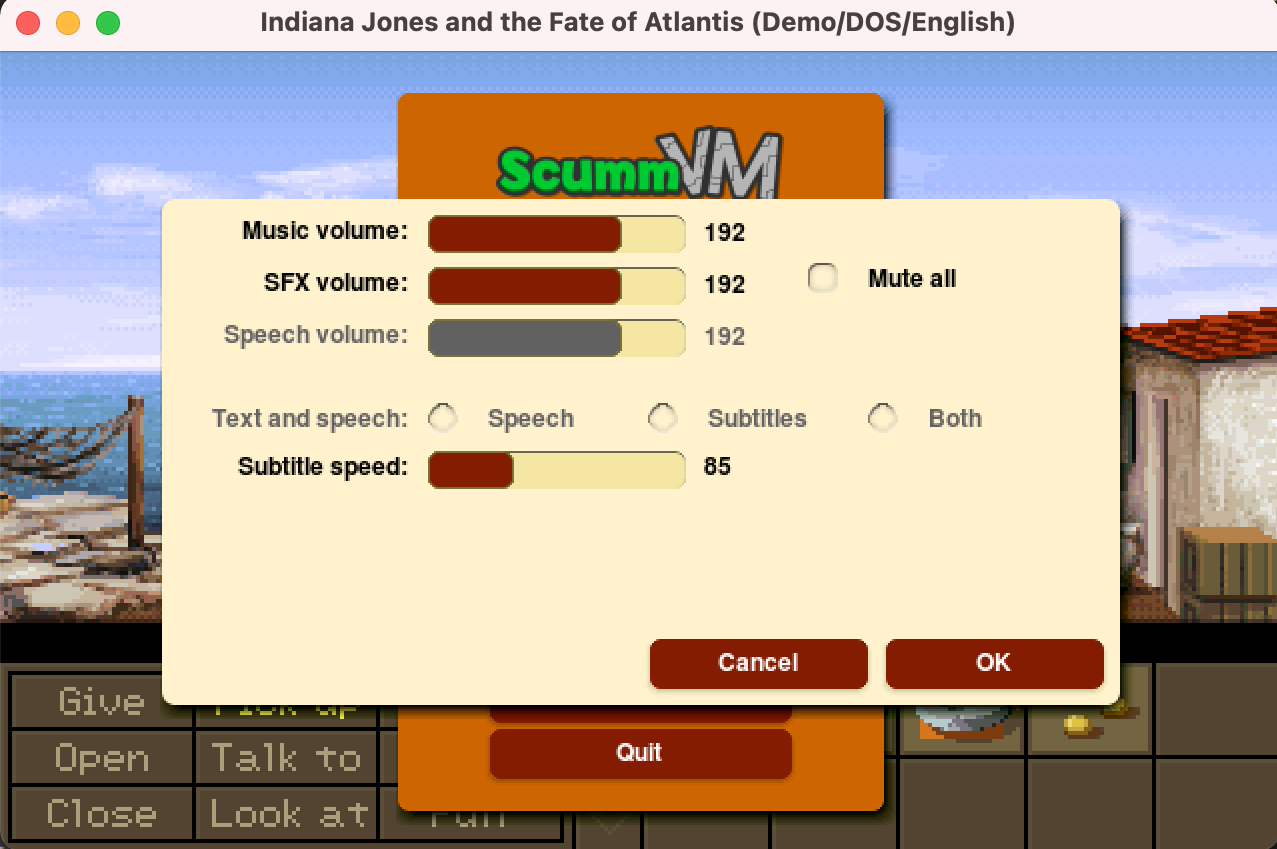 Indiana Jones and the Fate of Atlantis (Demo/DOS/English)
ScummVM
Music volume: 192
SFX volume: 192 Mute all
Speech volume: 192
Text and speech: Speech Subtitles Both
Subtitle speed: 85
Cancel OK
Give Pick up
Quit
Open Talk to
Close Look at